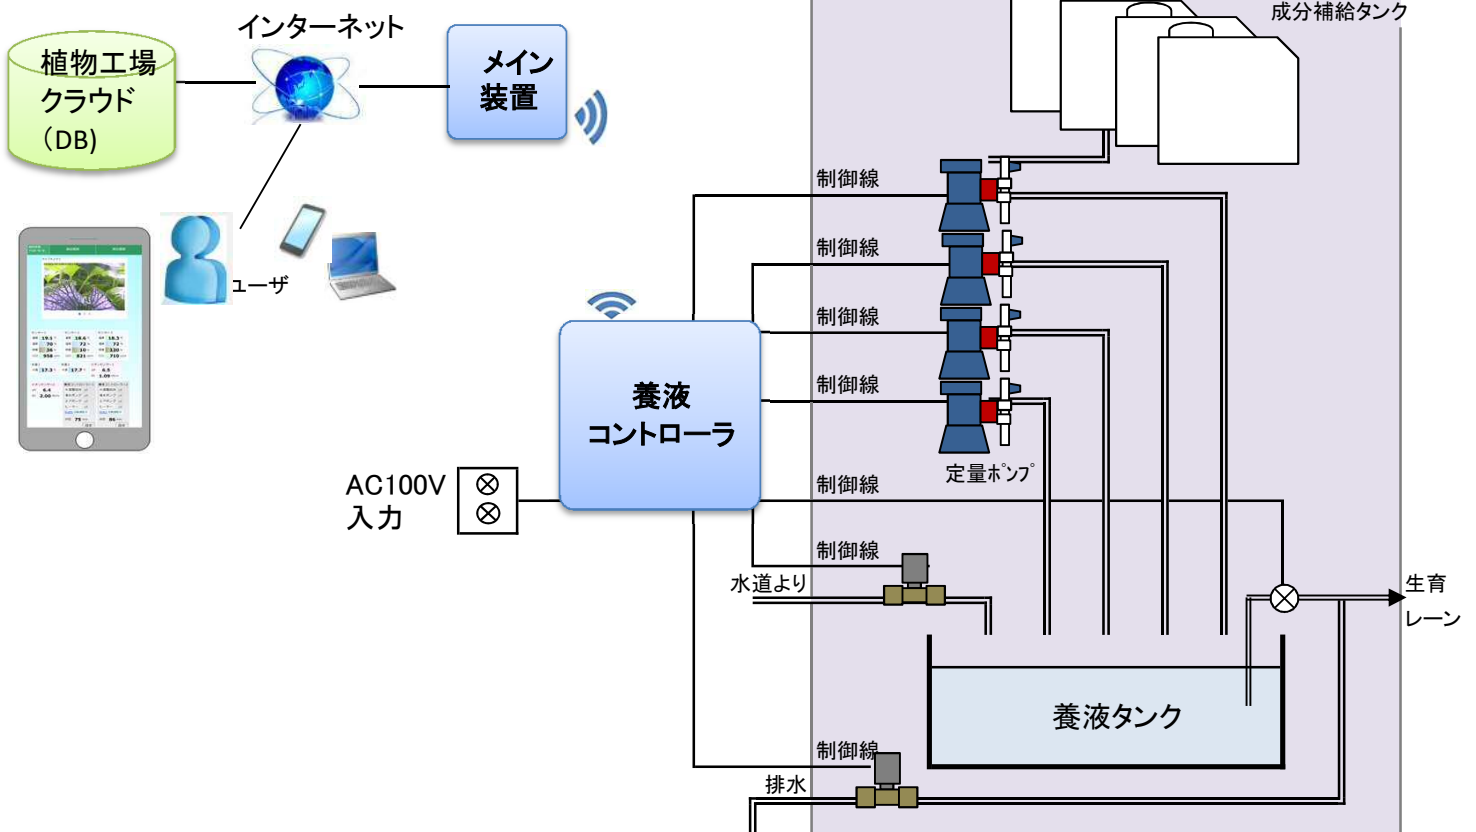 成分補給タンク
インターネット
植物工場
クラウド
(DB)
メイン
装置
ユーザ
制御線
制御線
制御線
制御線
養液
コントローラ
定量ﾎﾟﾝﾌﾟ
AC100V
入力
制御線
制御線
水道より
生育
レーン
養液タンク
制御線
排水